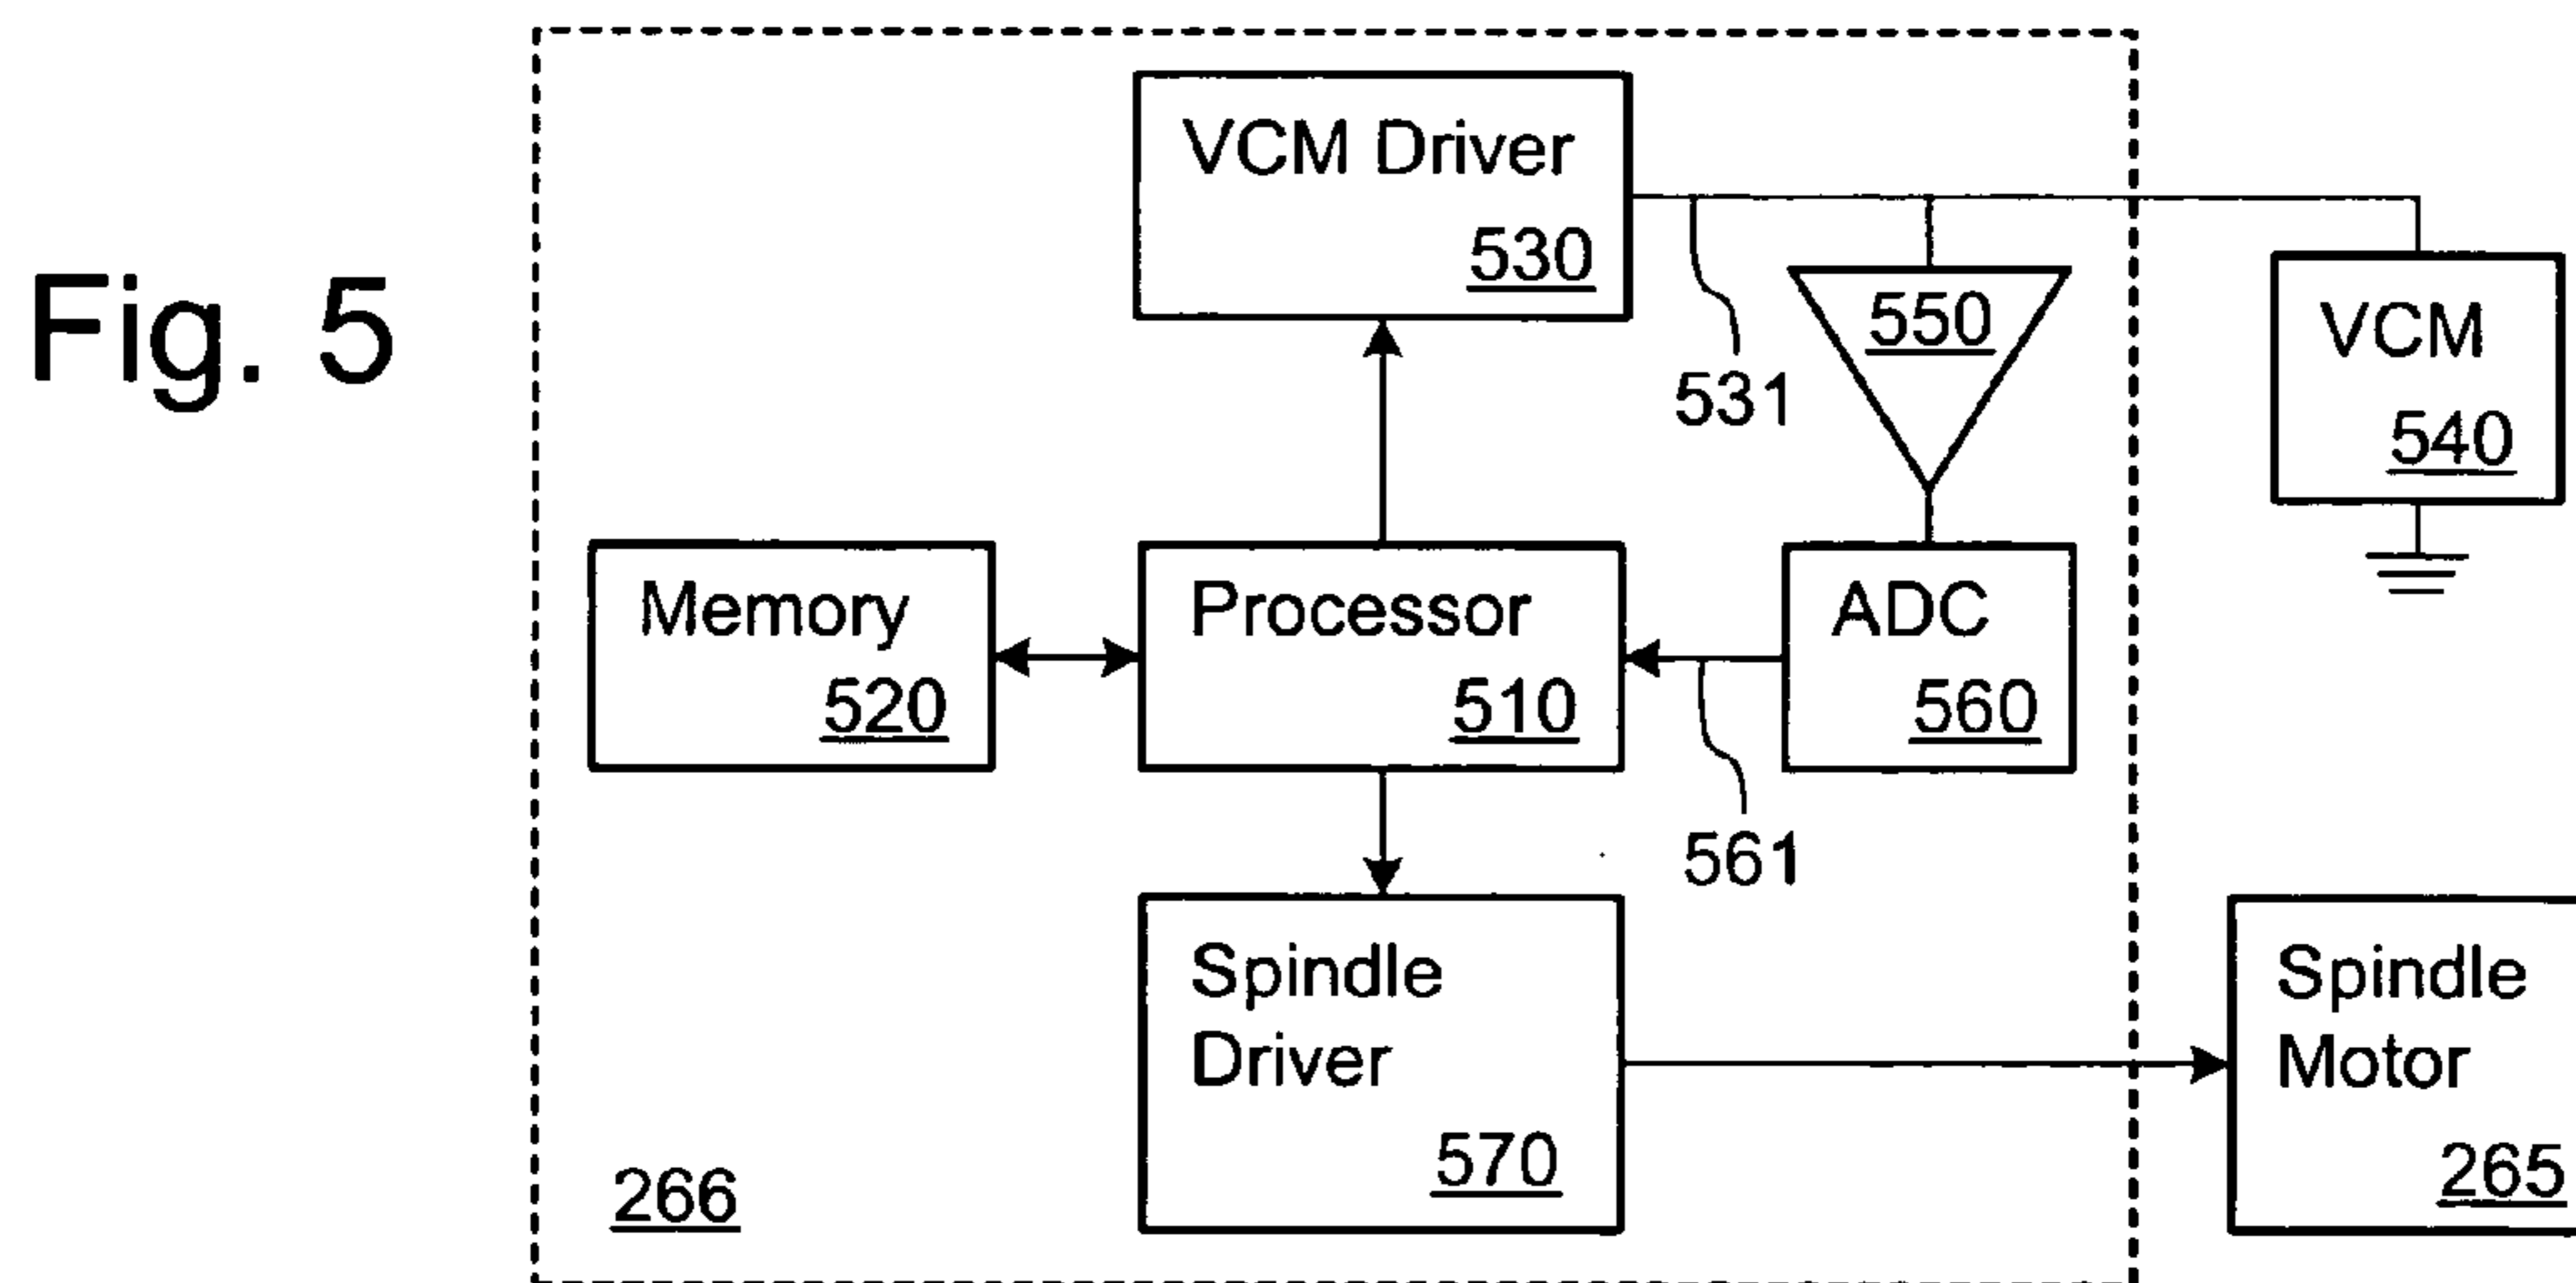 Fig. 5
VCM Driver
530
531
550
VCM
540
Memory
520
Processor
510
ADC
560
561
Spindle
Driver
570
Spindle
Motor
265
266